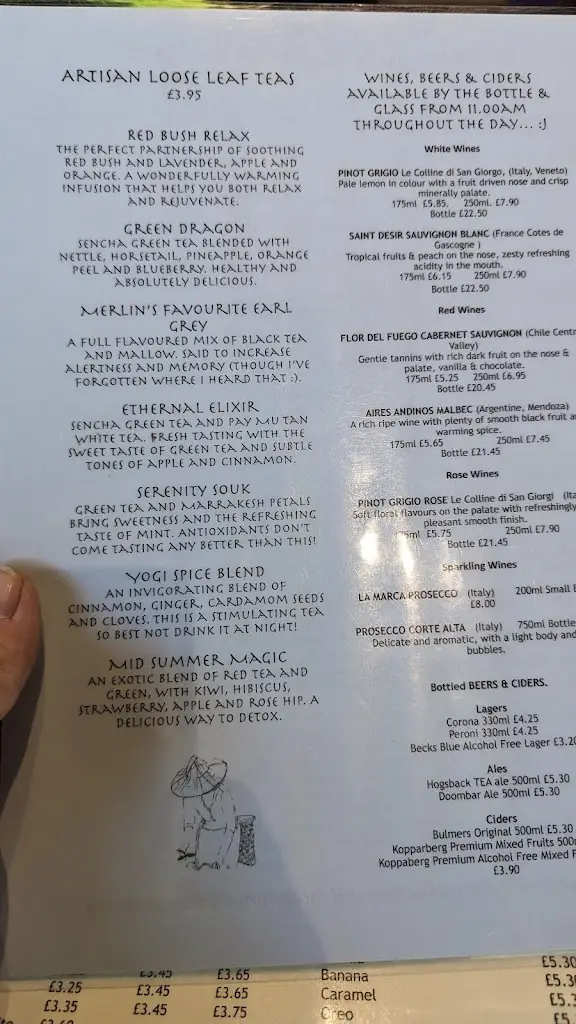 ARTISAN LOOSE LEAF TEAS
£3.95
RED BUSH RELAX
THE PERFECT PARTNERSHIP OF SOOTHING
RED BUSH AND LAVENDER, APPLE AND
ORANGE. A WONDERFULLY WARMING
INFUSION THAT HELPS YOU BOTH RELAX
AND REJUVENATE.
GREEN DRAGON
SENCHA GREEN TEA BLENDED WITH
NETTLE, HORSETAIL, PINEAPPLE, ORANGE
PEEL AND BLUEBERRY. HEALTHY AND
ABSOLUTELY DELICIOUS.
MERLIN'S FAVOURITE EARL
GREY
A FULL FLAVOURED MIX OF BLACK TEA
AND MALLOW. SAID TO INCREASE
ALERTNESS AND MEMORY (THOUGH I'VE
FORGOTTEN WHERE I HEARD THAT :).
ETHERNAL ELIXIR
SENCHA GREEN TEA AND PAY MU TAN
WHITE TEA. FRESH TASTING WITH THE
SWEET TASTE OF GREEN TEA AND SUBTLE
TONES OF APPLE AND CINNAMON.
SERENITY SOUK
GREEN TEA AND MARRAKESH PETALS
BRING SWEETNESS AND THE REFRESHING
TASTE OF MINT. ANTIOXIDANTS DON'T
COME TASTING ANY BETTER THAN THIS!
YOGI SPICE BLEND
AN INVIGORATING BLEND OF
CINNAMON, GINGER, CARDAMOM SEEDS
AND CLOVES. THIS IS A STIMULATING TEA
SO BEST NOT DRINK IT AT NIGHT!
MID SUMMER MAGIC
AN EXOTIC BLEND OF RED TEA AND
GREEN, WITH KIWI, HIBISCUS,
STRAWBERRY, APPLE AND ROSE HIP. A
DELICIOUS WAY TO DETOX.
WINES, BEERS & CIDERS
AVAILABLE BY THE BOTTLE &
GLASS FROM 11.00AM
THROUGHOUT THE DAY... :)
White Wines
PINOT GRIGIO Le Colline di San Giorgo, (Italy, Veneto)
Pale lemon in colour with a fruit driven nose and crisp
minerally palate.
175ml £5.85. 250ml. £7.90
Bottle £22.50
SAINT DESIR SAUVIGNON BLANC (France Cotes de
Gascogne )
Tropical fruits & peach on the nose, zesty refreshing
acidity in the mouth.
175ml £6.15 250ml £7.90
Bottle £22.50
Red Wines
FLOR DEL FUEGO CABERNET SAUVIGNON (Chile Centr
Valley)
Gentle tannins with rich dark fruit on the nose &
palate, vanilla & chocolate.
175ml £5.25 250ml £6.95
Bottle £20.45
AIRES ANDINOS MALBEC (Argentine, Mendoza)
A rich ripe wine with plenty of smooth black fruit a
warming spice.
175ml £5.65 250ml £7.45
Bottle £21.45
Rose Wines
PINOT GRIGIO ROSE Le Colline di San Giorgi (Ita
Soft floral flavours on the palate with refreshingly
pleasant smooth finish.
£5.75 250ml £7.90
Bottle £21.45
Sparkling Wines
LA MARCA PROSECCO (Italy) 200ml Small
£8.00
PROSECCO CORTE ALTA (Italy) 750ml Bottle
Delicate and aromatic, with a light body and
bubbles.
Bottled BEERS & CIDERS.
Lagers
Corona 330ml £4.25
Peroni 330ml £4.25
Becks Blue Alcohol Free Lager £3.20
Ales
Hogsback TEA ale 500ml £5.30
Doombar Ale 500ml £5.30
Ciders
Bulmers Original 500ml £5.30
Kopparberg Premium Mixed Fruits 500
Koppaberg Premium Alcohol Free Mixed F
£3.90
£3.45 £3.65 £5.30
£3.25 £3.45 £3.65 Banana
£3.35 £3.45 £3.75 Caramel
Oreo